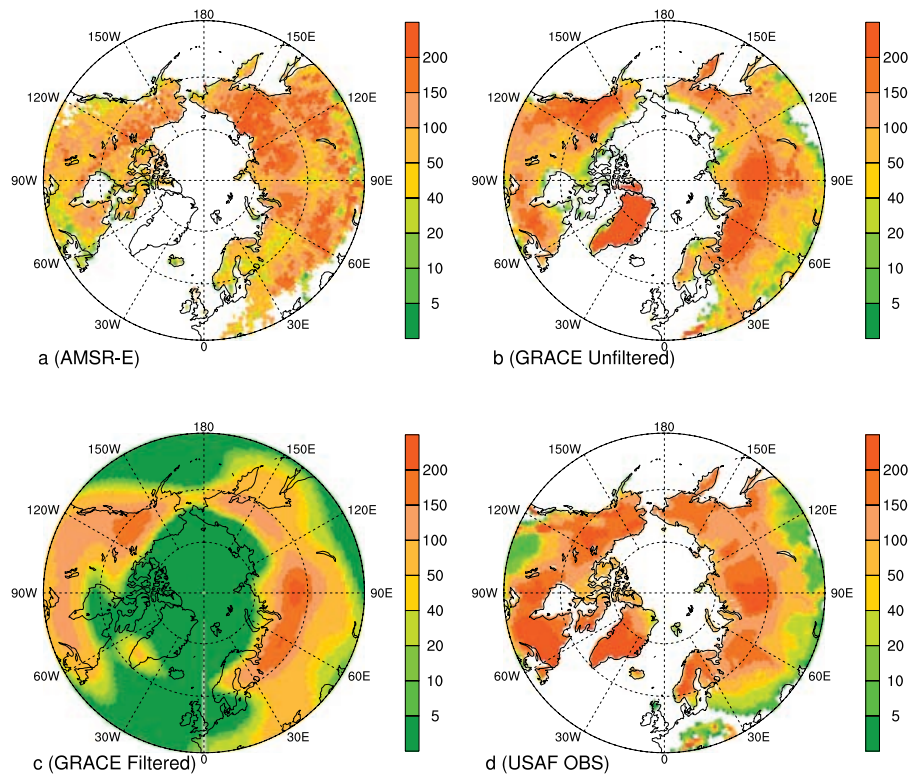 180
150W
150E
120W
120E
90W
90E
60W
60E
30W
30E
0
200
150
100
50
40
20
10
5
a (AMSR-E)
180
150W
150E
120W
120E
90W
90E
60W
60E
30W
30E
0
200
150
100
50
40
20
10
5
b (GRACE Unfiltered)
180
150W
150E
120W
120E
90W
90E
60W
60E
30W
30E
0
200
150
100
50
40
20
10
5
c (GRACE Filtered)
180
150W
150E
120W
120E
90W
90E
60W
60E
30W
30E
0
200
150
100
50
40
20
10
5
d (USAF OBS)